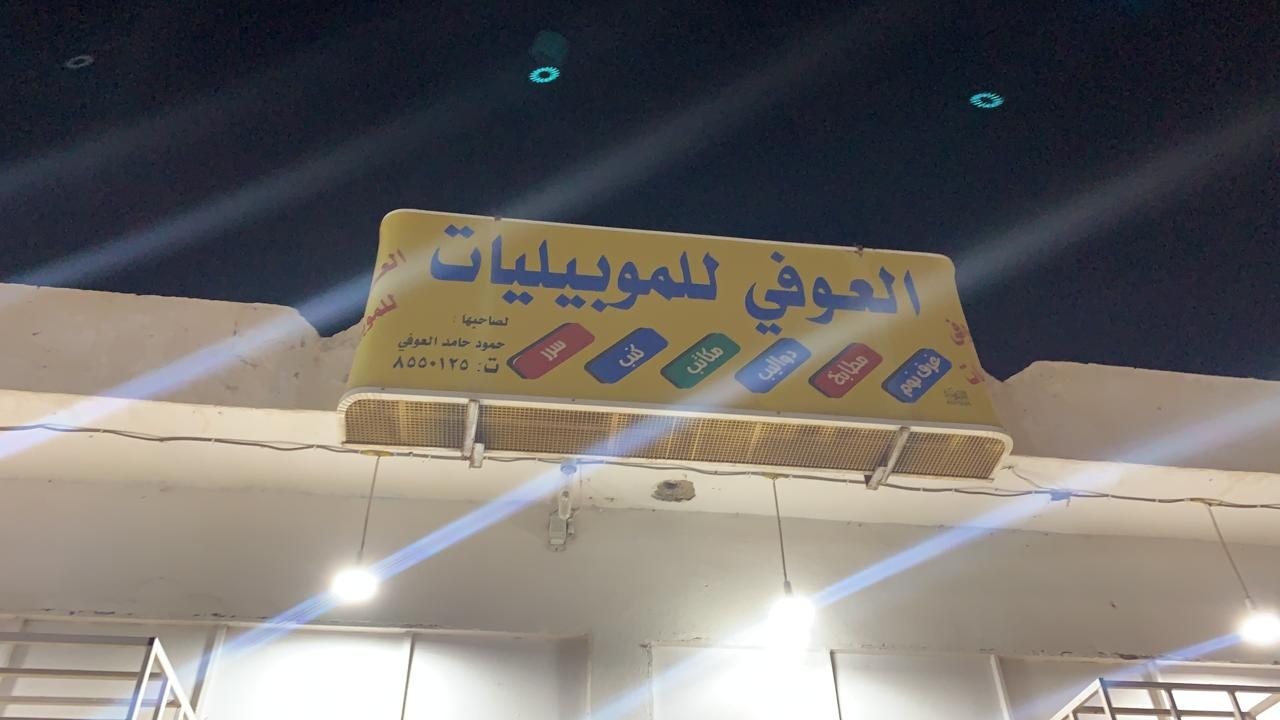 العوفي للموبيليات
غرف نوم
مطابخ
دواليب
مكاتب
كنب
سرر
لصاحبها :
حمود حامد العوفي
ت : ٨٥٥٠١٢٥